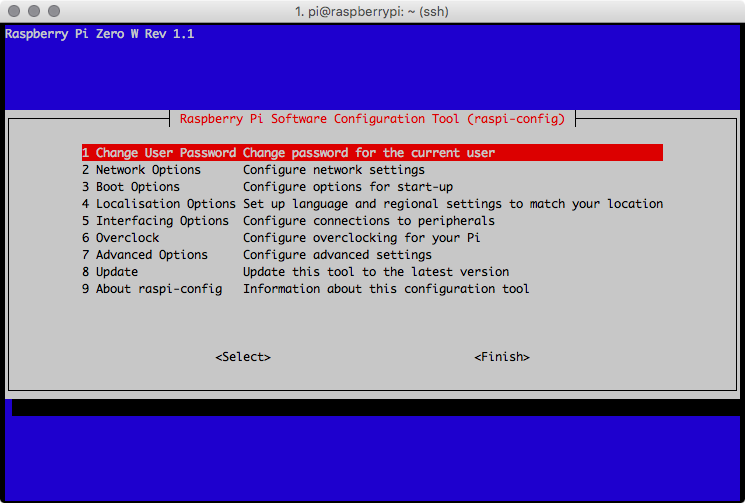 1. pi@raspberrypi: ~ (ssh)
Raspberry Pi Zero W Rev 1.1
Raspberry Pi Software Configuration Tool (raspi-config)
1 Change User Password Change password for the current user
2 Network Options Configure network settings
3 Boot Options Configure options for start-up
4 Localisation Options Set up language and regional settings to match your location
5 Interfacing Options Configure connections to peripherals
6 Overclock Configure overclocking for your Pi
7 Advanced Options Configure advanced settings
8 Update Update this tool to the latest version
9 About raspi-config Information about this configuration tool
<Select> <Finish>